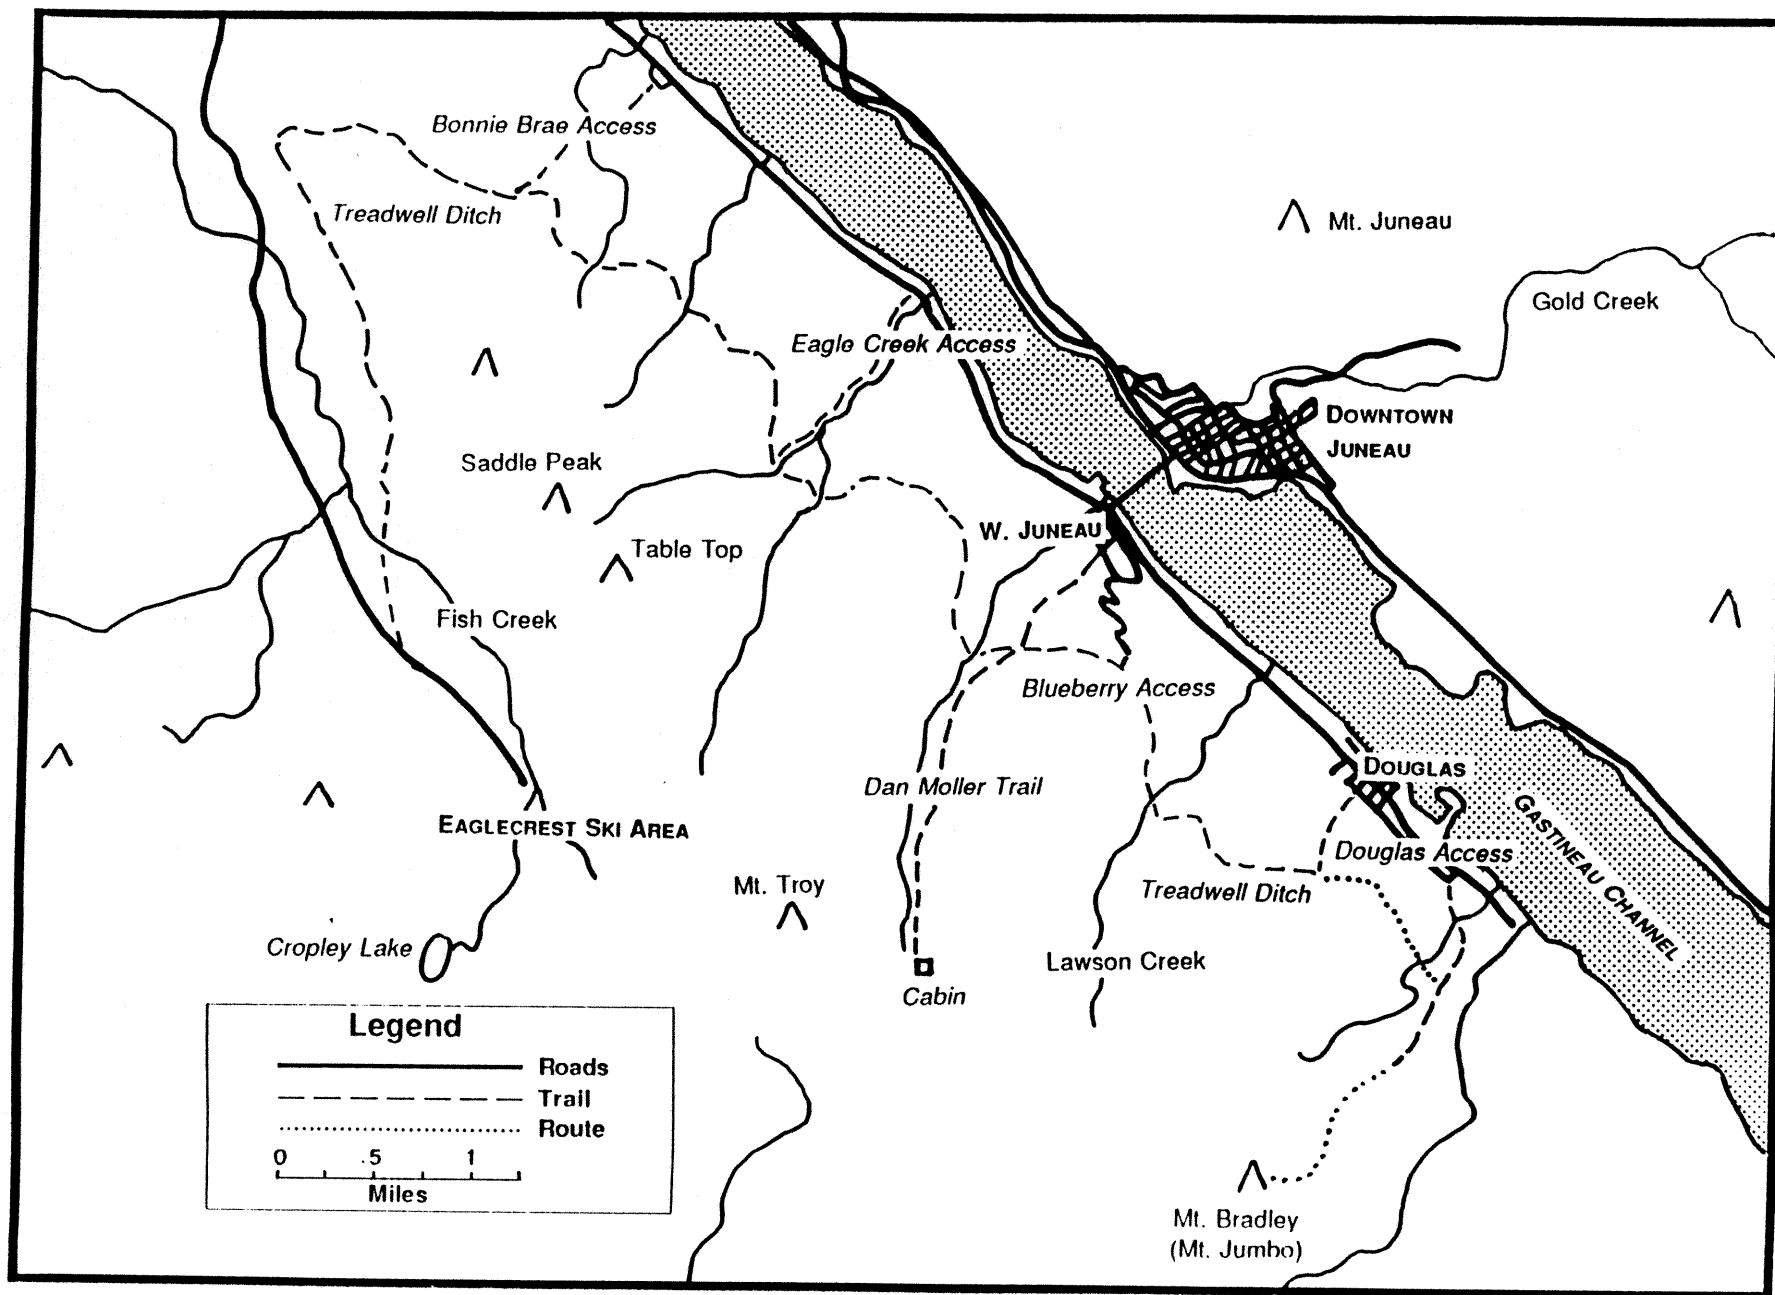 Bonnie Brae Access
Treadwell Ditch
Mt. Juneau
Gold Creek
Eagle Creek Access
DOWNTOWN
JUNEAU
Saddle Peak
W. JUNEAU
Table Top
Fish Creek
Blueberry Access
Dan Moller Trail
DOUGLAS
GASTINEAU CHANNEL
EAGLECREST SKI AREA
Douglas Access
Mt. Troy
Treadwell Ditch
Cropley Lake
Lawson Creek
Cabin
Legend
Roads
Trail
Route
0 .5 1
Miles
Mt. Bradley
(Mt. Jumbo)